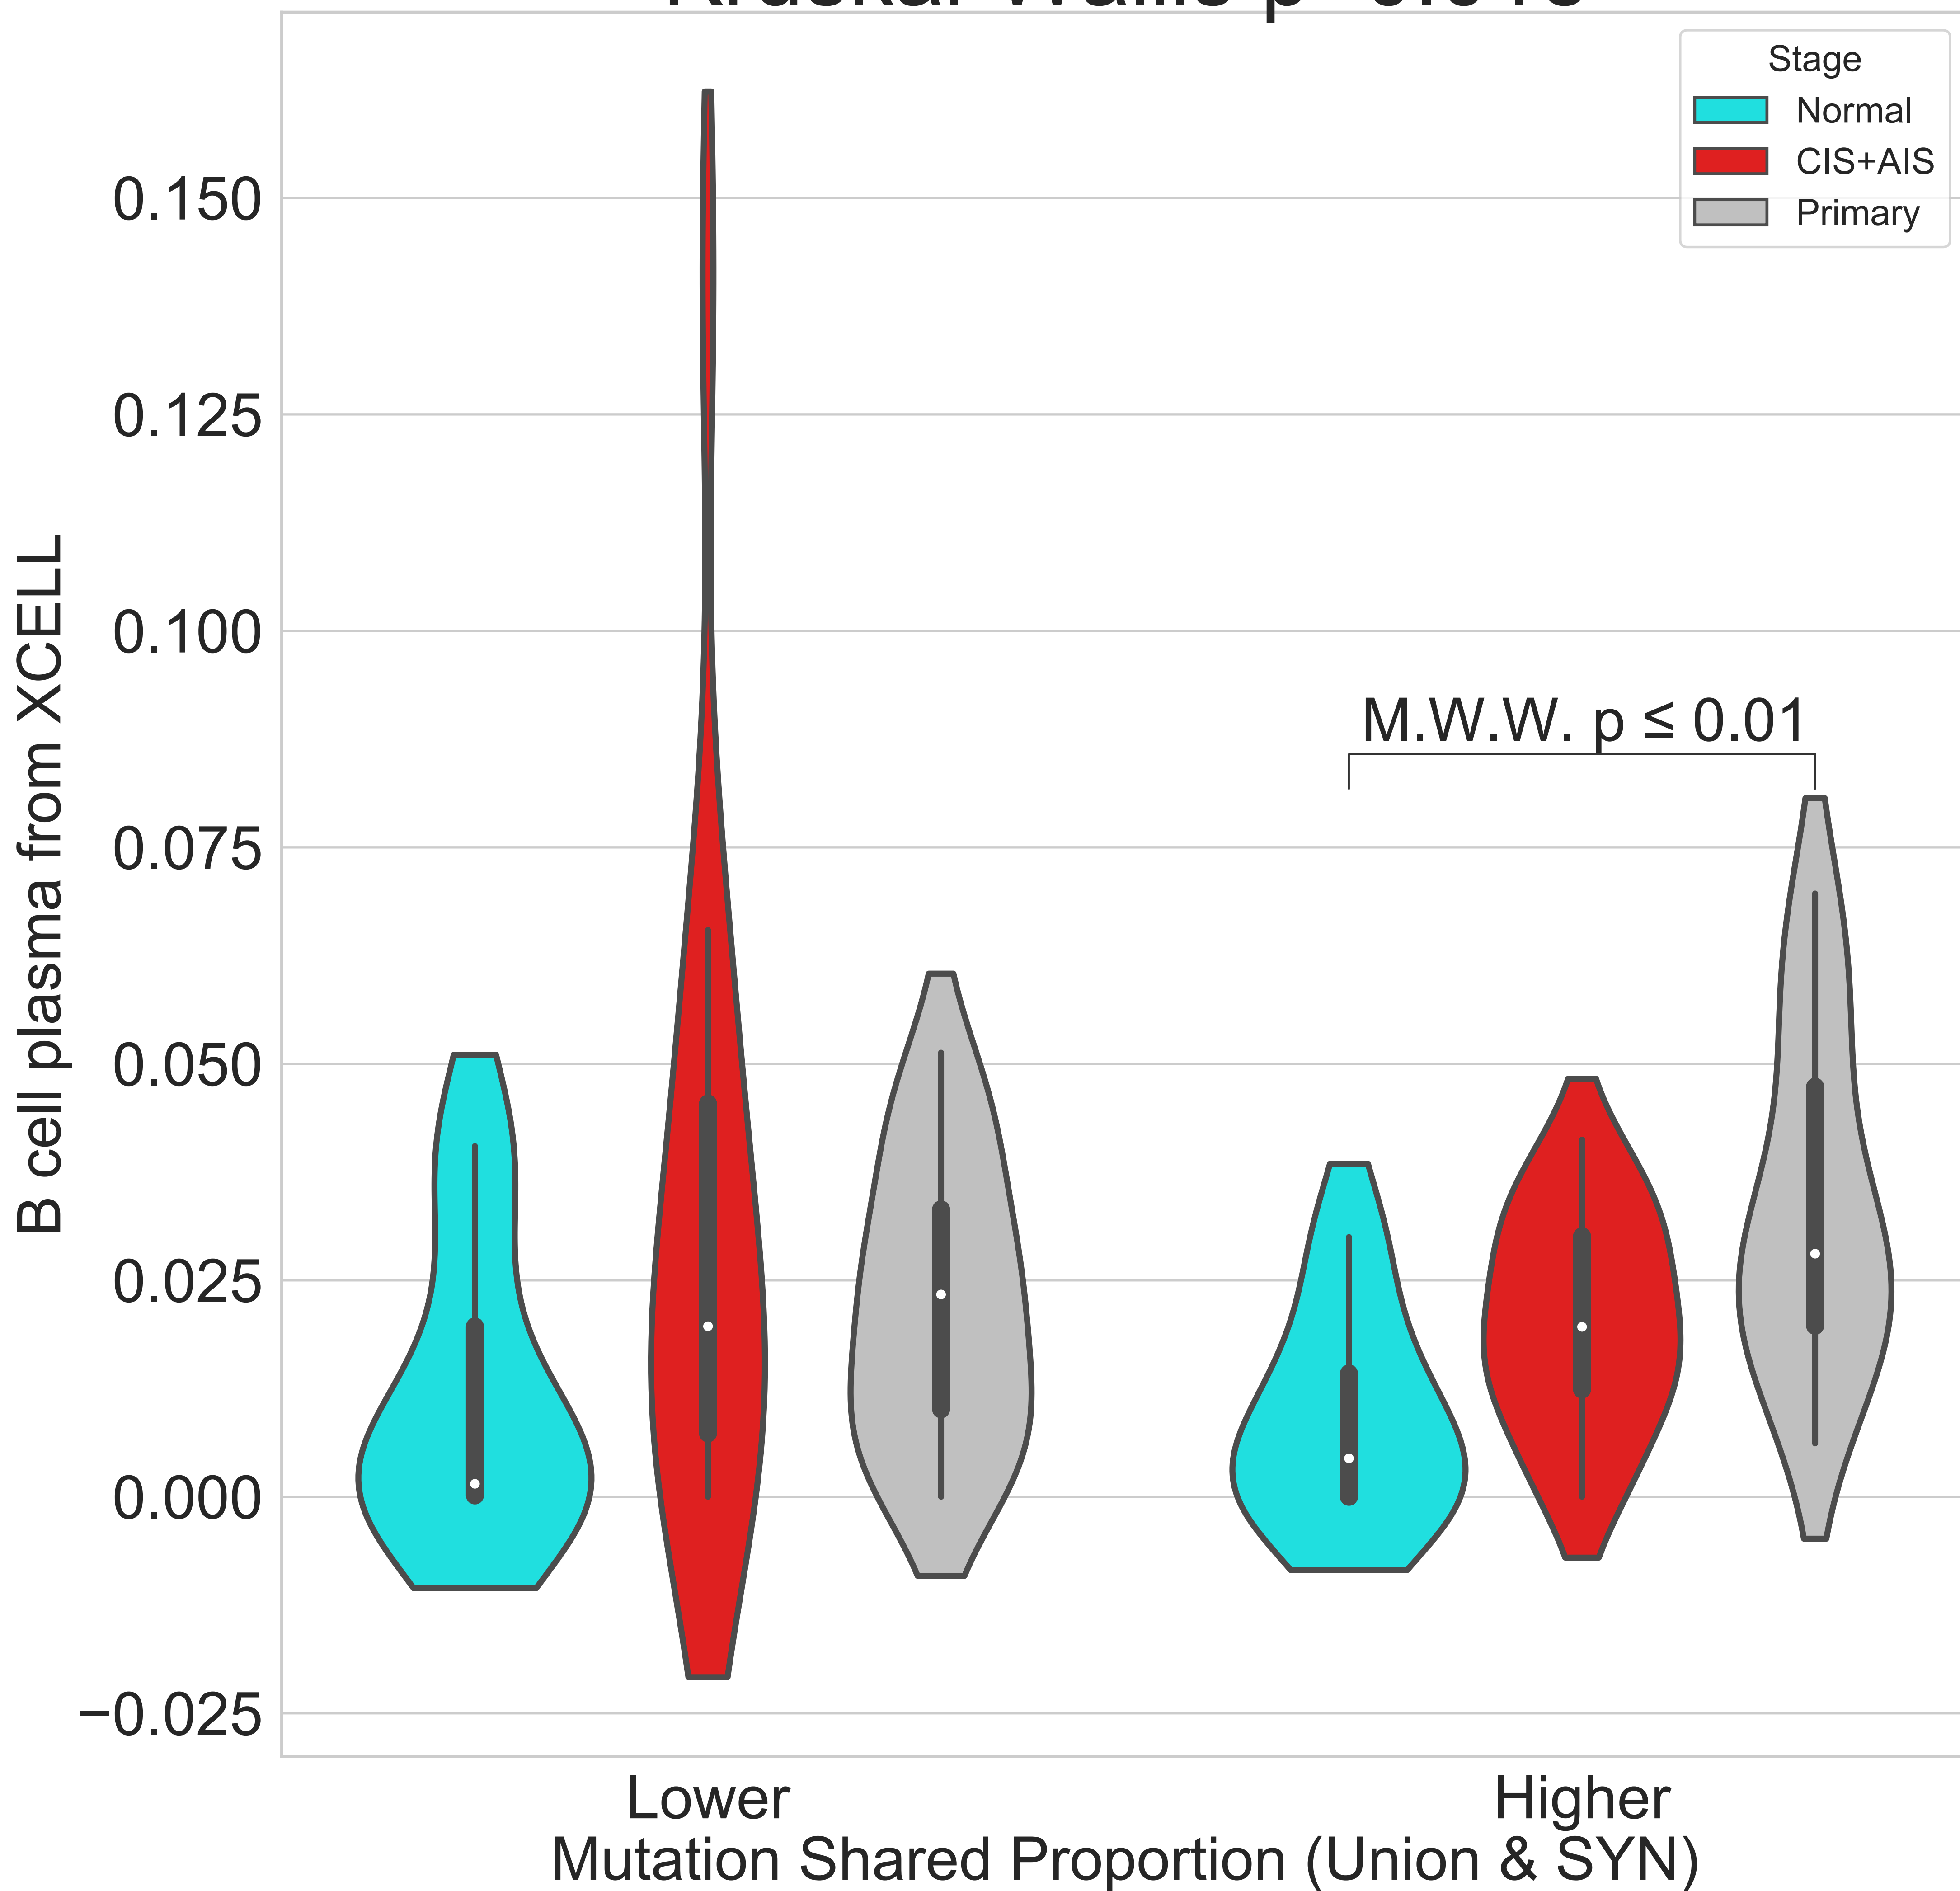 Stage
Normal
CIS+AIS
Primary
0.150
0.125
0.100
0.075
0.050
0.025
0.000
−0.025
B cell plasma from XCELL
M.W.W. p ≤ 0.01
Lower
Higher
Mutation Shared Proportion (Union & SYN)